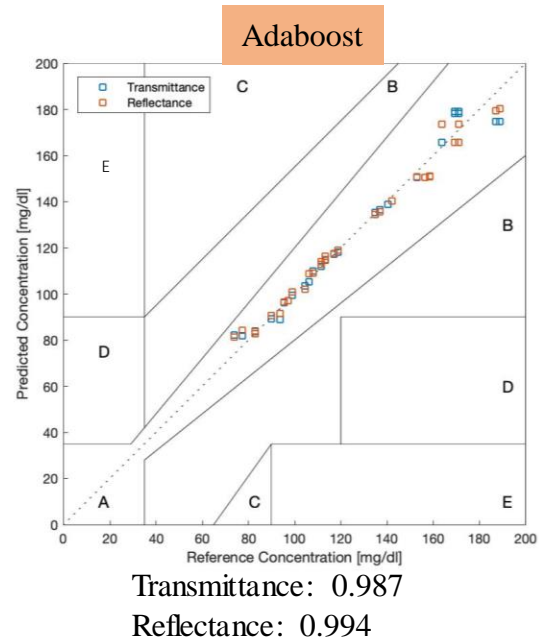 Adaboost
200
Transmittance
Reflectance
C
B
180
160
E
140
B
120
100
80
D
D
60
40
20
A
C
E
0
0 20 40 60 80 100 120 140 160 180 200
Predicted Concentration [mg/dl]
Reference Concentration [mg/dl]
Transmittance: 0.987
Reflectance: 0.994